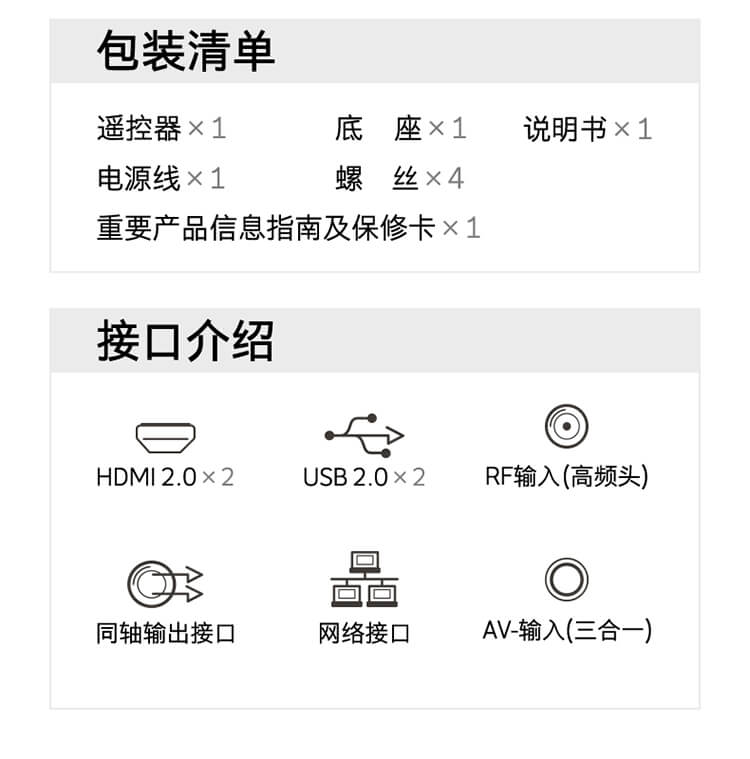 包装清单
遥控器×1 底 座×1 说明书×1
电源线×1 螺 丝×4
重要产品信息指南及保修卡×1
接口介绍
HDMI 2.0×2 USB 2.0×2 RF输入(高频头)
同轴输出接口 网络接口 AV-输入(三合一)